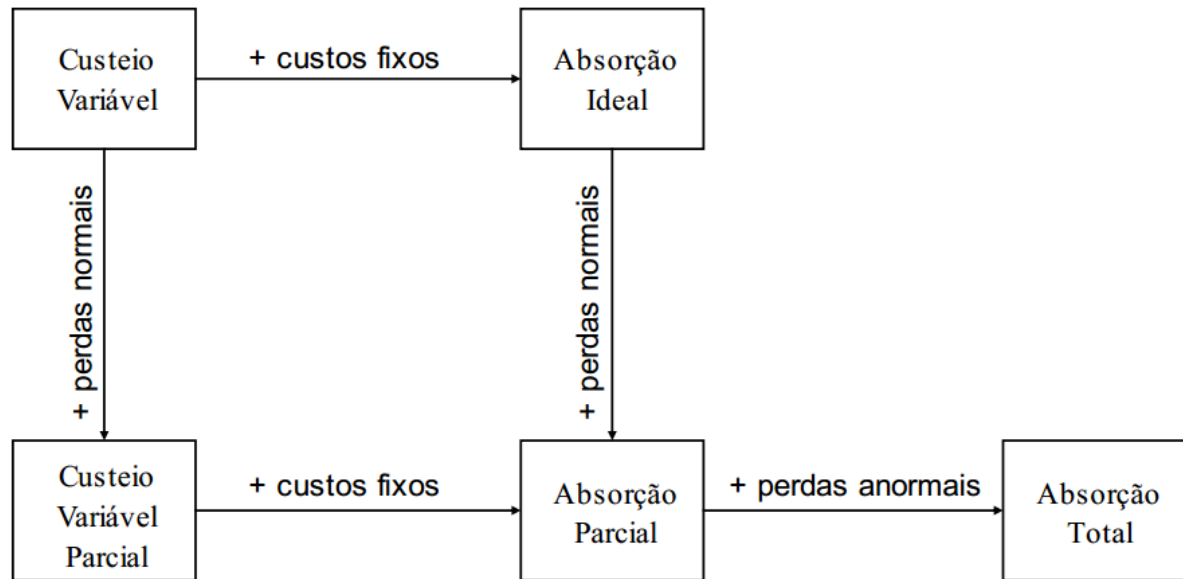 Custeio
Variável
+ custos fixos
Absorção
Ideal
+ perdas normais
+ perdas normais
Custeio
Variável
Parcial
+ custos fixos
Absorção
Parcial
+ perdas anormais
Absorção
Total